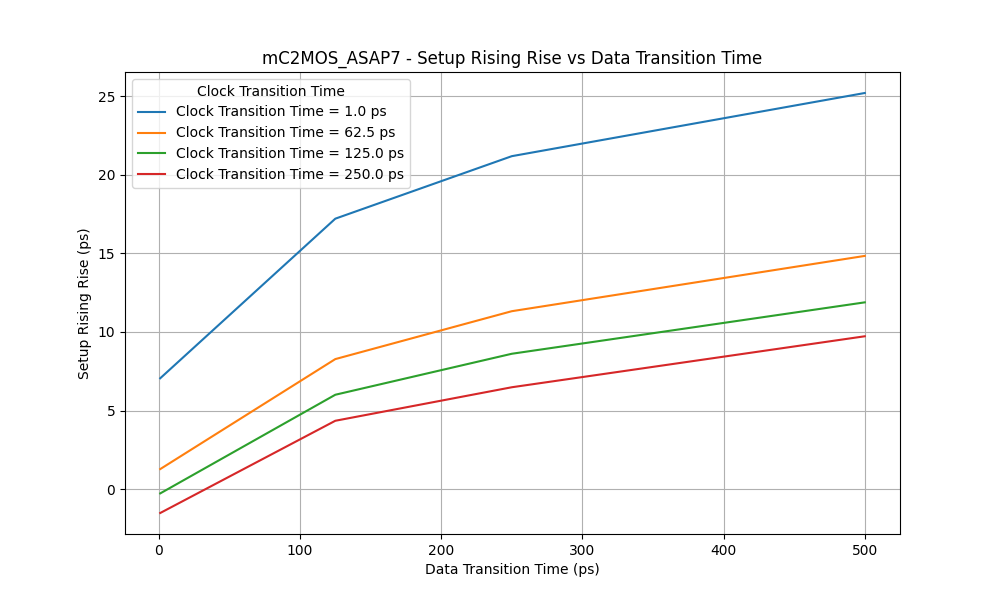 mC2MOS_ASAP7 - Setup Rising Rise vs Data Transition Time
Clock Transition Time
Clock Transition Time = 1.0 ps
Clock Transition Time = 62.5 ps
Clock Transition Time = 125.0 ps
Clock Transition Time = 250.0 ps
Setup Rising Rise (ps)
25
20
15
10
5
0
0 100 200 300 400 500
Data Transition Time (ps)